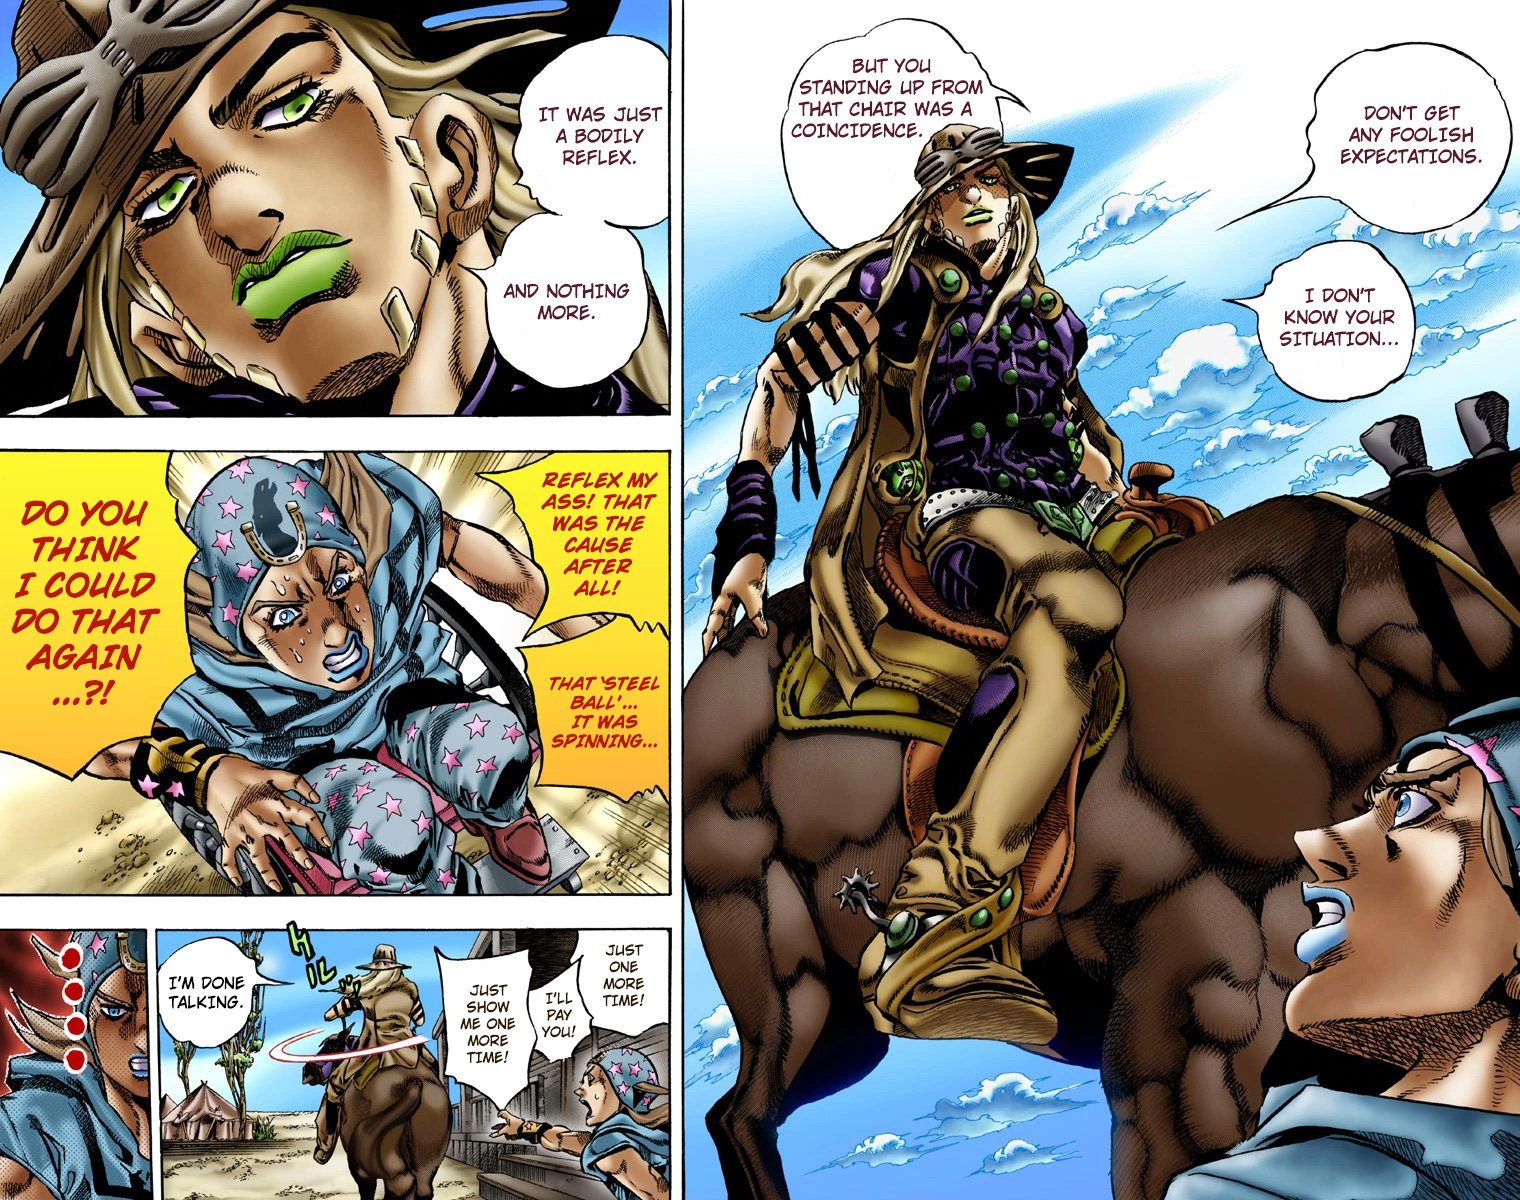 DON'T GET
ANY FOOLISH
EXPECTATIONS.
I DON'T
KNOW YOUR
SITUATION...
BUT YOU
STANDING UP FROM
THAT CHAIR WAS A
COINCIDENCE.
IT WAS JUST
A BODILY
REFLEX.
AND NOTHING
MORE.
REFLEX MY
ASS! THAT
WAS THE
CAUSE
AFTER
ALL!
THAT 'STEEL
BALL'...
IT WAS
SPINNING...
DO YOU
THINK
I COULD
DO THAT
AGAIN
...?!
JUST
ONE
MORE
TIME!
I'LL
PAY
YOU!
JUST
SHOW
ME ONE
MORE
TIME!
I'M DONE
TALKING.